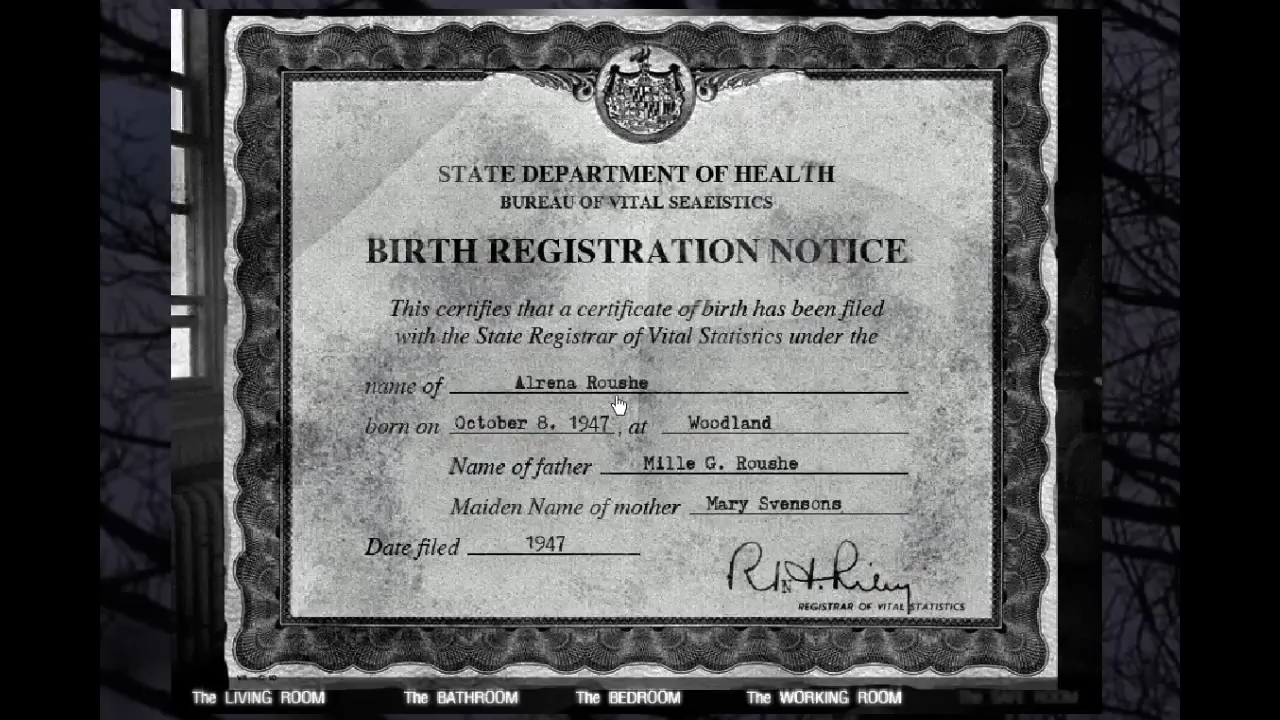 STATE DEPARTMENT OF HEALTH
BUREAU OF VITAL SEAEISTICS
BIRTH REGISTRATION NOTICE
This certifies that a certificate of birth has been filed
with the State Registrar of Vital Statistics under the
name of Alrena Roushe
born on October 8. 1947, at Woodland
Name of father Mille G. Roushe
Maiden Name of mother Mary Svensons
Date filed 1947
REGISTRAR OF VITAL STATISTICS
The LIVING ROOM The BATHROOM The BEDROOM The WORKING ROOM